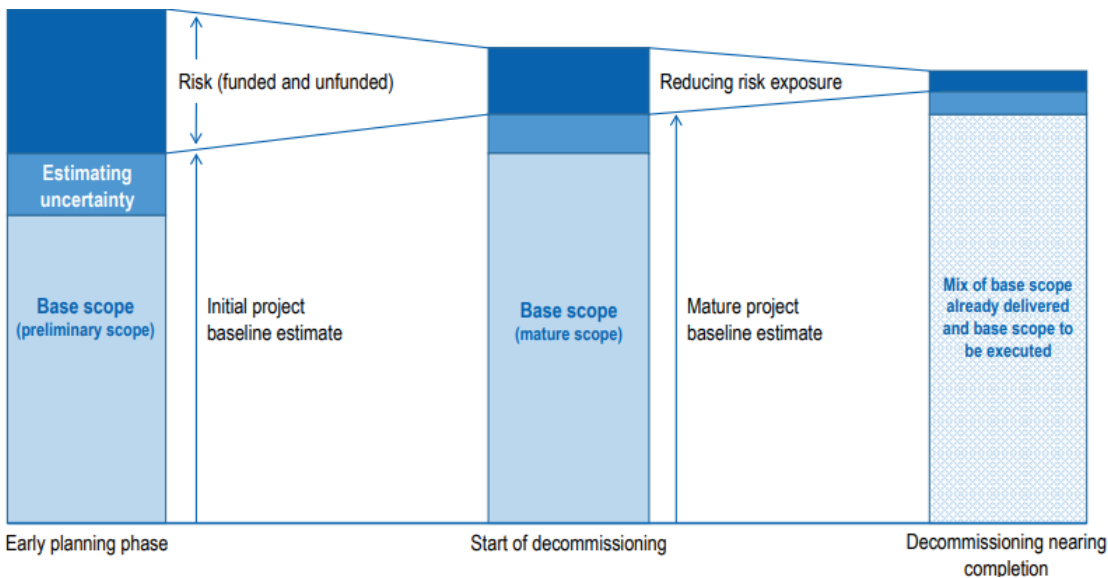 Risk (funded and unfunded)
Reducing risk exposure
Estimating
uncertainty
Base scope
(preliminary scope)
Initial project
baseline estimate
Base scope
(mature scope)
Mature project
baseline estimate
Mix of base scope
already delivered
and base scope to
be executed
Early planning phase
Start of decommissioning
Decommissioning nearing
completion